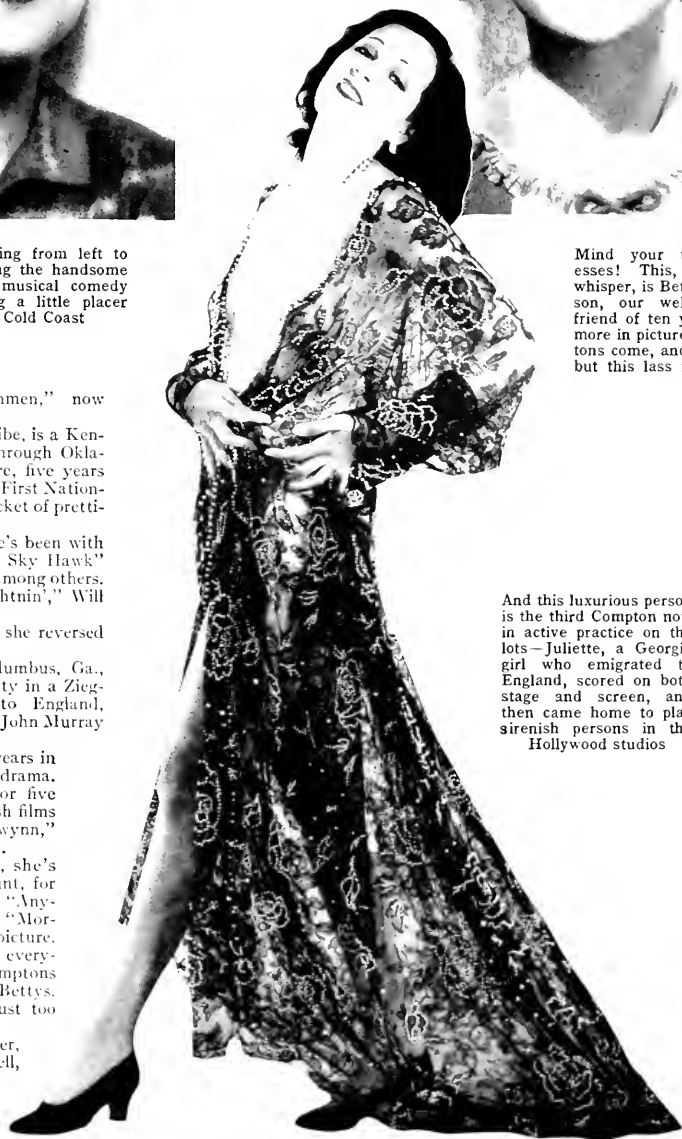 ing from left to
ng the handsome
musical comedy
g a little placer
Cold Coast
Mind your
esses! This,
whisper, is Bet
son, our wel
friend of ten y
more in picture
tons come, and
but this lass
nmen," now
ibe, is a Ken-
hrough Okla-
re, five years
First Nation-
cket of pretti-
e's been with
Sky Hawk"
mong others.
htnin'," Will
she reversed
lumbus, Ga.,
ty in a Zieg-
to England,
John Murray
ears in
drama.
or five
sh films
wynn,"
.
, she's
nt, for
"Any-
"Mor-
picture.
every-
mptons
Bettys.
ust too
er,
ell,
And this luxurious perso
is the third Compton no
in active practice on th
lots—Juliette, a Georgi
girl who emigrated t
England, scored on bot
stage and screen, an
then came home to pla
sirenish persons in th
Hollywood studios